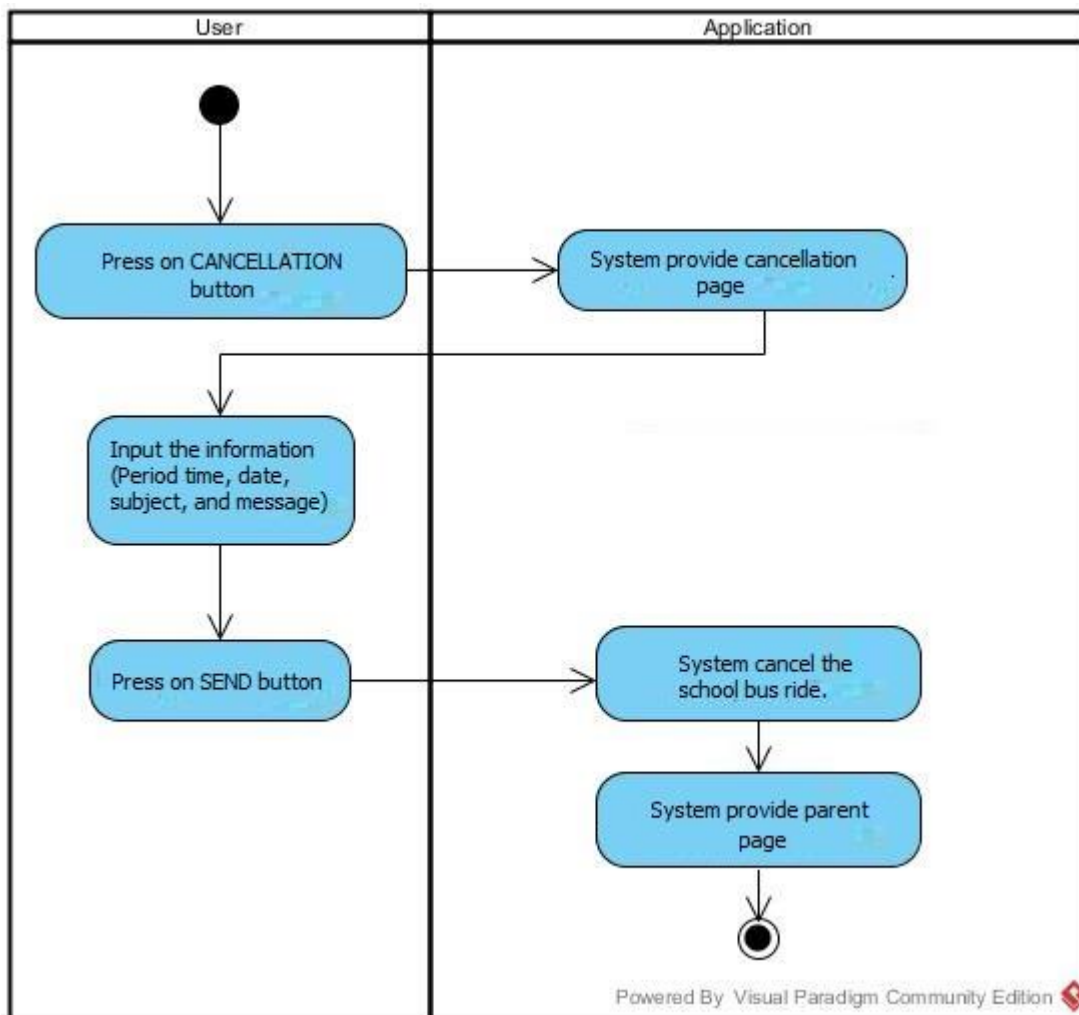 User
Application
Press on CANCELLATION
button
System provide cancellation
page
Input the information
(Period time, date,
subject, and message)
Press on SEND button
System cancel the
school bus ride.
System provide parent
page
Powered By Visual Paradigm Community Edition